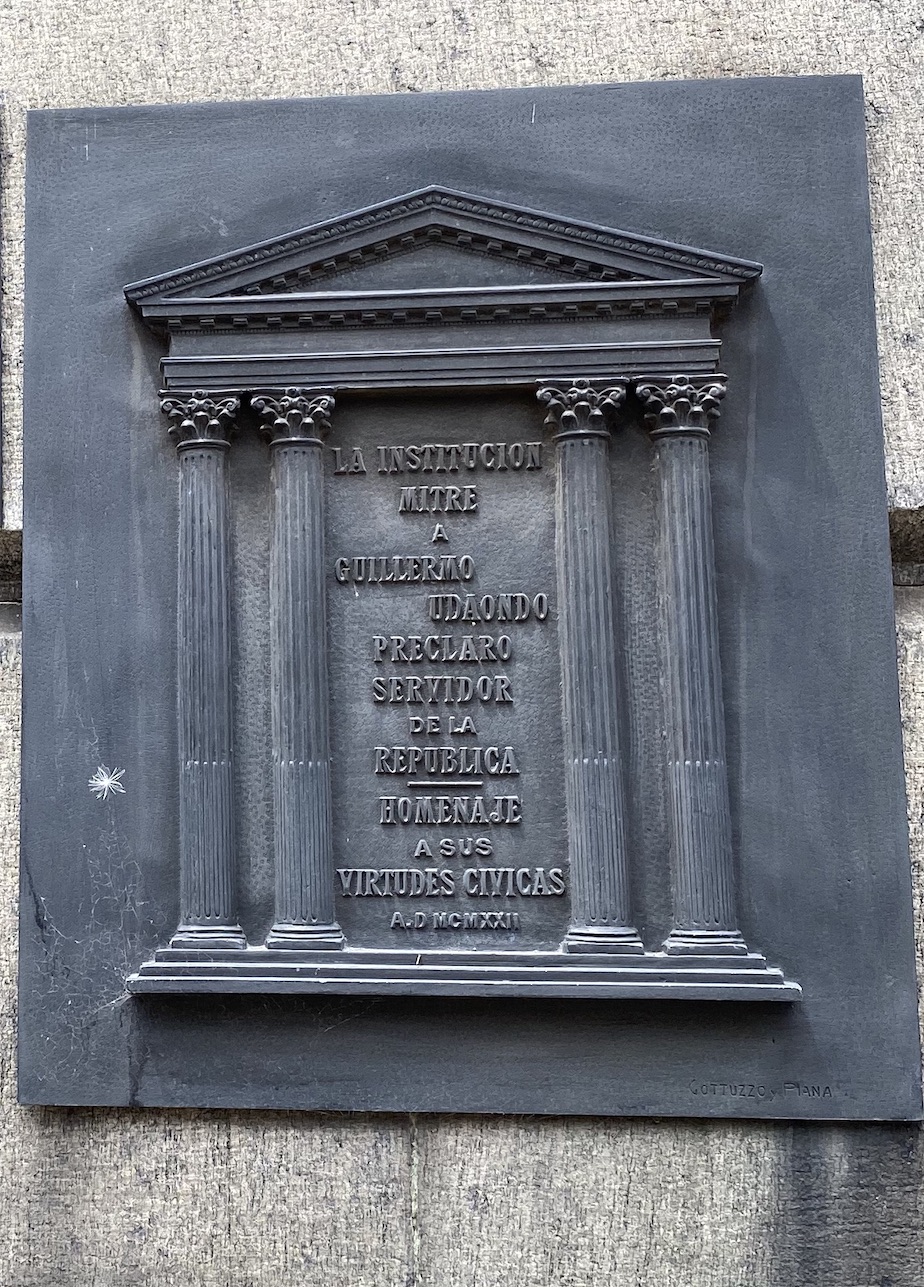 LA INSTITUCION
MITRE
A
GUILLERMO
UDAONDO
PRECLARO
SERVIDOR
DE LA
REPUBLICA
HOMENAJE
A SUS
VIRTUDES CIVICAS
A.D MCMXXII
GOTTUZZO y PIANA